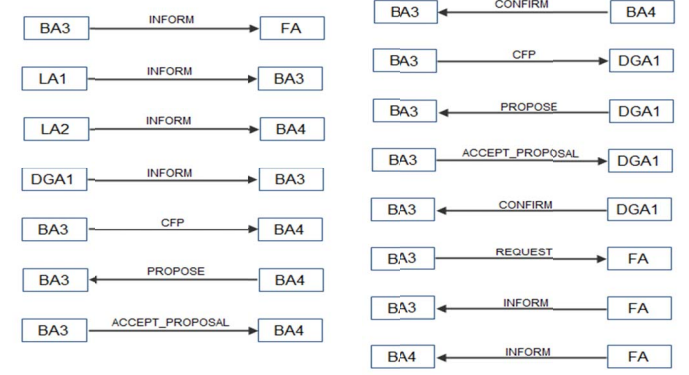 BA3 INFORM FA
LA1 INFORM BA3
LA2 INFORM BA4
DGA1 INFORM BA3
BA3 CFP BA4
BA3 PROPOSE BA4
BA3 ACCEPT_PROPOSAL BA4
BA3 CONFIRM BA4
BA3 CFP DGA1
BA3 PROPOSE DGA1
BA3 ACCEPT_PROPOSAL DGA1
BA3 CONFIRM DGA1
BA3 REQUEST FA
BA3 INFORM FA
BA4 INFORM FA